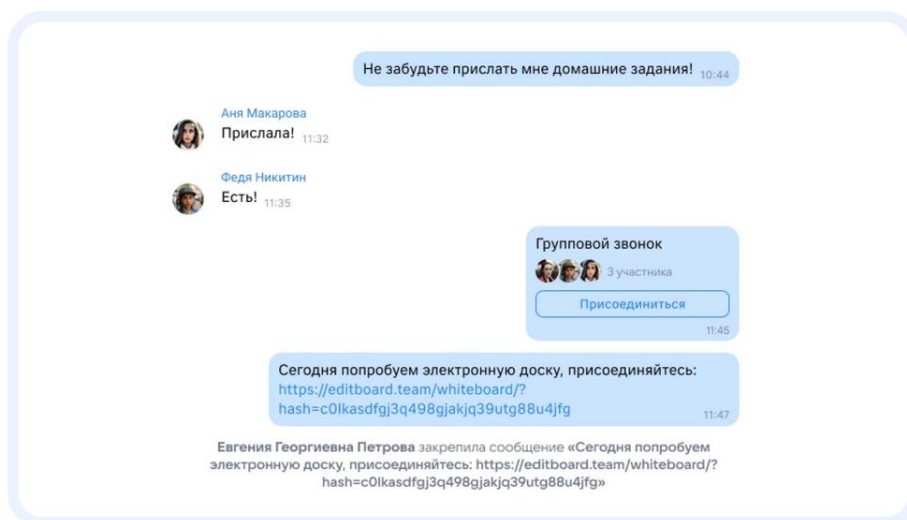 Не забудьте прислать мне домашние задания! 10:44
Аня Макарова
Прислала! 11:32
Федя Никитин
Есть! 11:35
Групповой звонок
3 участника
Присоединиться
11:45
Сегодня попробуем электронную доску, присоединяйтесь:
https://editboard.team/whiteboard/?
hash=c0lkasdfgj3q498gjakjq39utg88u4jfg 11:47
Евгения Георгиевна Петрова закрепила сообщение «Сегодня попробуем
электронную доску, присоединяйтесь: https://editboard.team/whiteboard/?
hash=c0lkasdfgj3q498gjakjq39utg88u4jfg»